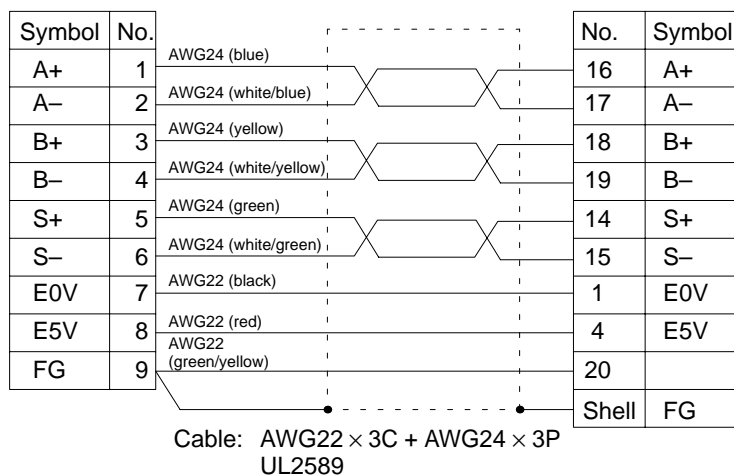 Symbol No. No. Symbol
A+ 1 AWG24 (blue) 16 A+
A– 2 AWG24 (white/blue) 17 A–
B+ 3 AWG24 (yellow) 18 B+
B– 4 AWG24 (white/yellow) 19 B–
S+ 5 AWG24 (green) 14 S+
S– 6 AWG24 (white/green) 15 S–
E0V 7 AWG22 (black) 1 E0V
E5V 8 AWG22 (red) 4 E5V
FG 9 AWG22 (green/yellow) 20
Shell FG
Cable: AWG22 × 3C + AWG24 × 3P
UL2589